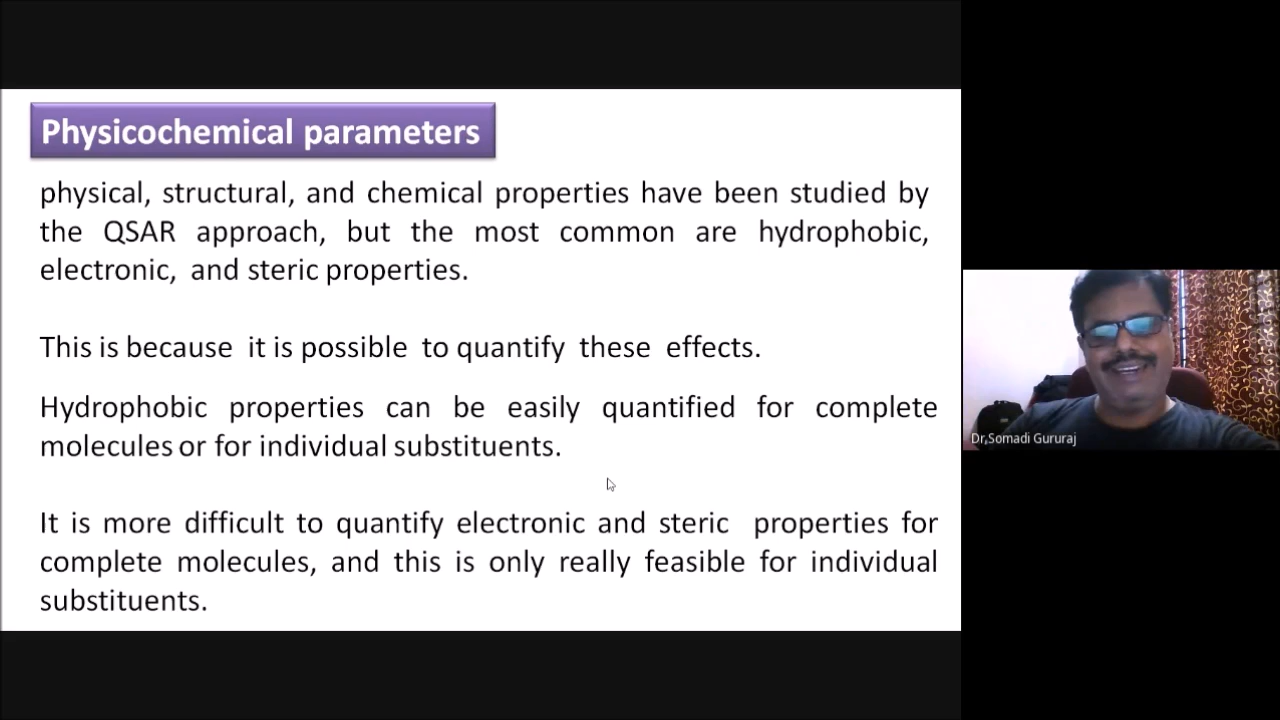 Physicochemical parameters
physical, structural, and chemical properties have been studied by
the QSAR approach, but the most common are hydrophobic,
electronic, and steric properties.
This is because it is possible to quantify these effects.
Hydrophobic properties can be easily quantified for complete
molecules or for individual substituents.
It is more difficult to quantify electronic and steric properties for
complete molecules, and this is only really feasible for individual
substituents.
Dr,Somadi Gururaj